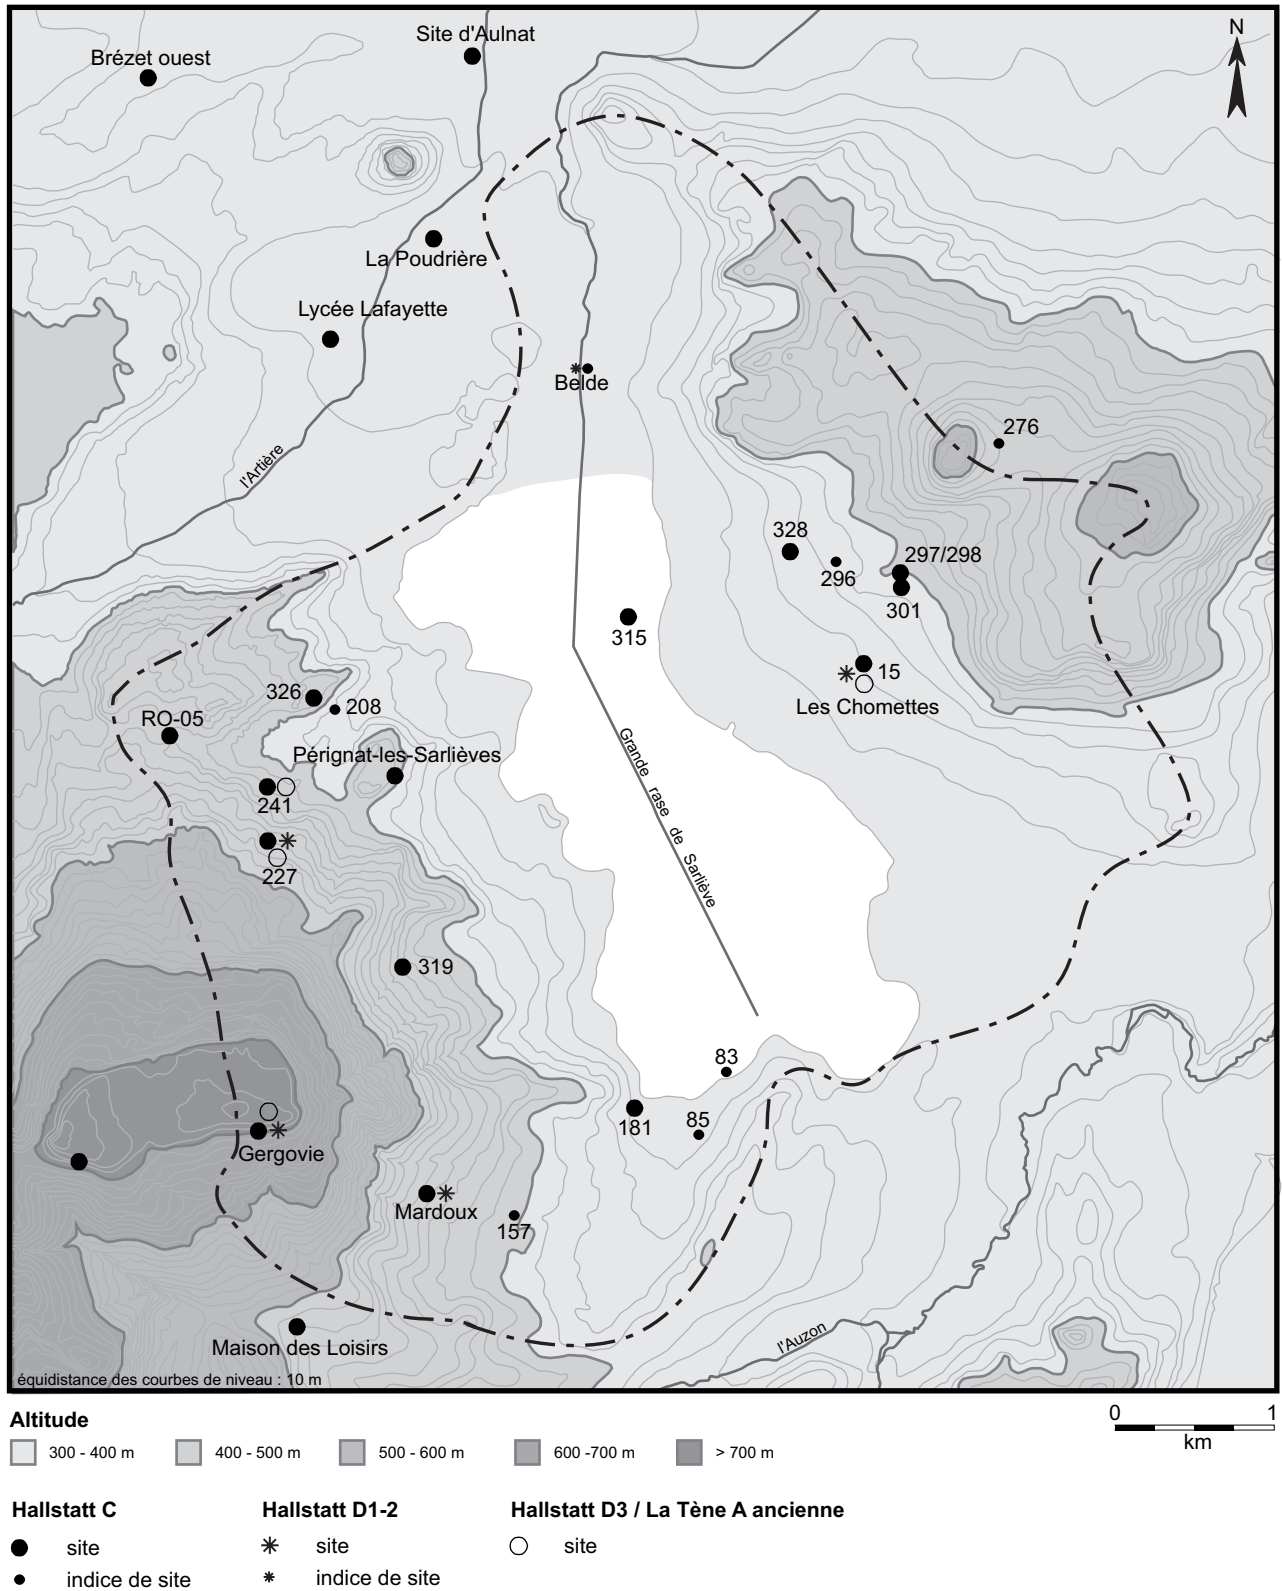 Site d'Aulnat
N
Brézet ouest
La Poudrière
Lycée Lafayette
Belde
276
l'Artière
328
297/298
296
301
315
15
Les Chomettes
326
208
RO-05
Grande rase de Sarliève
Pérignat-les-Sarlièves
241
227
319
83
181
85
Gergovie
Mardoux
157
Maison des Loisirs
l'Auzon
équidistance des courbes de niveau : 10 m
Altitude
0 1
km
300 - 400 m 400 - 500 m 500 - 600 m 600 -700 m > 700 m
Hallstatt C Hallstatt D1-2 Hallstatt D3 / La Tène A ancienne
site site site
indice de site indice de site